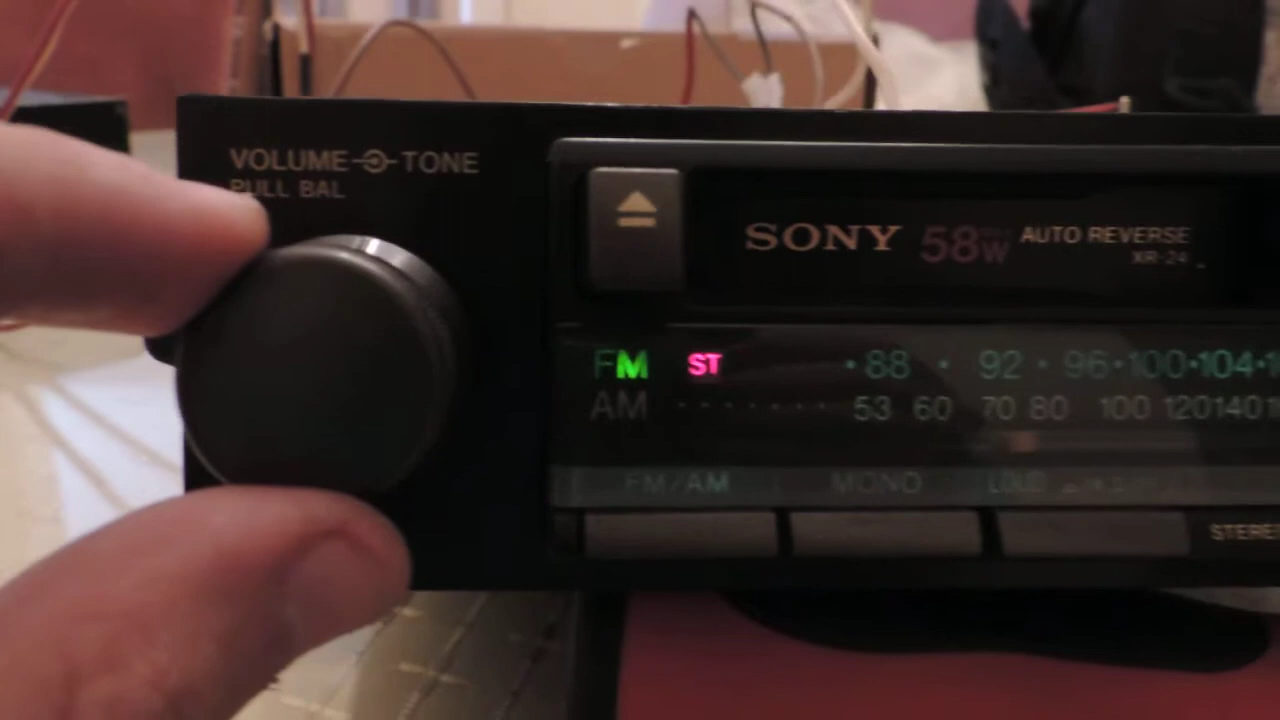 VOLUME TONE
PULL BAL
SONY 58W AUTO REVERSE
XR-24
FM ST 88 92 96 100 104
AM 53 60 70 80 100 120 140
FM/AM MONO LOUD